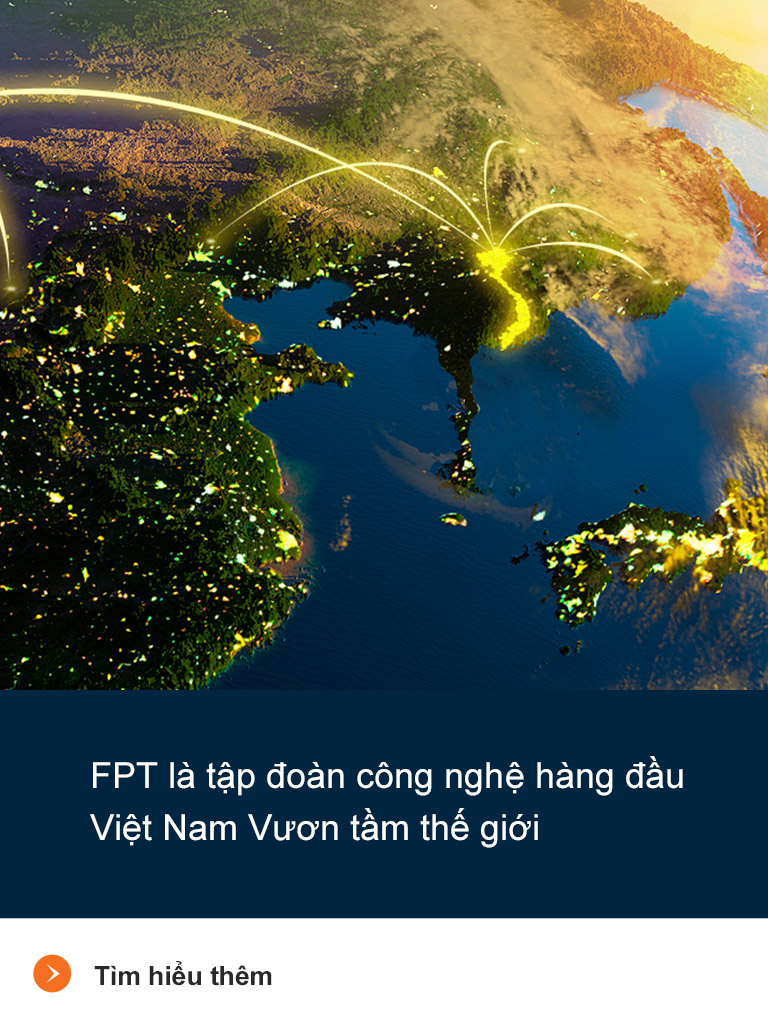 FPT là tập đoàn công nghệ hàng đầu
Việt Nam Vươn tầm thế giới
Tìm hiểu thêm